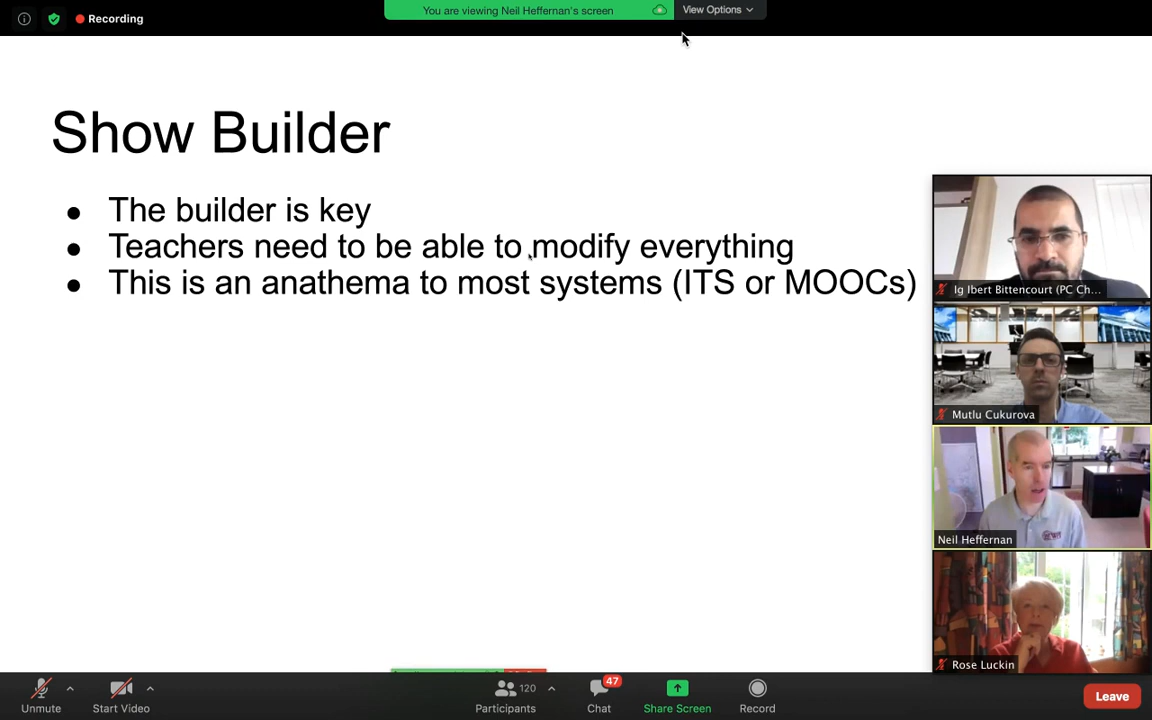 Recording
You are viewing Neil Heffernan's screen
View Options
Show Builder
● The builder is key
● Teachers need to be able to modify everything
● This is an anathema to most systems (ITS or MOOCs)
Ig Ibert Bittencourt (PC Ch...
Mutlu Cukurova
Neil Heffernan
Rose Luckin
Unmute
Start Video
Participants
120
Chat
47
Share Screen
Record
Leave